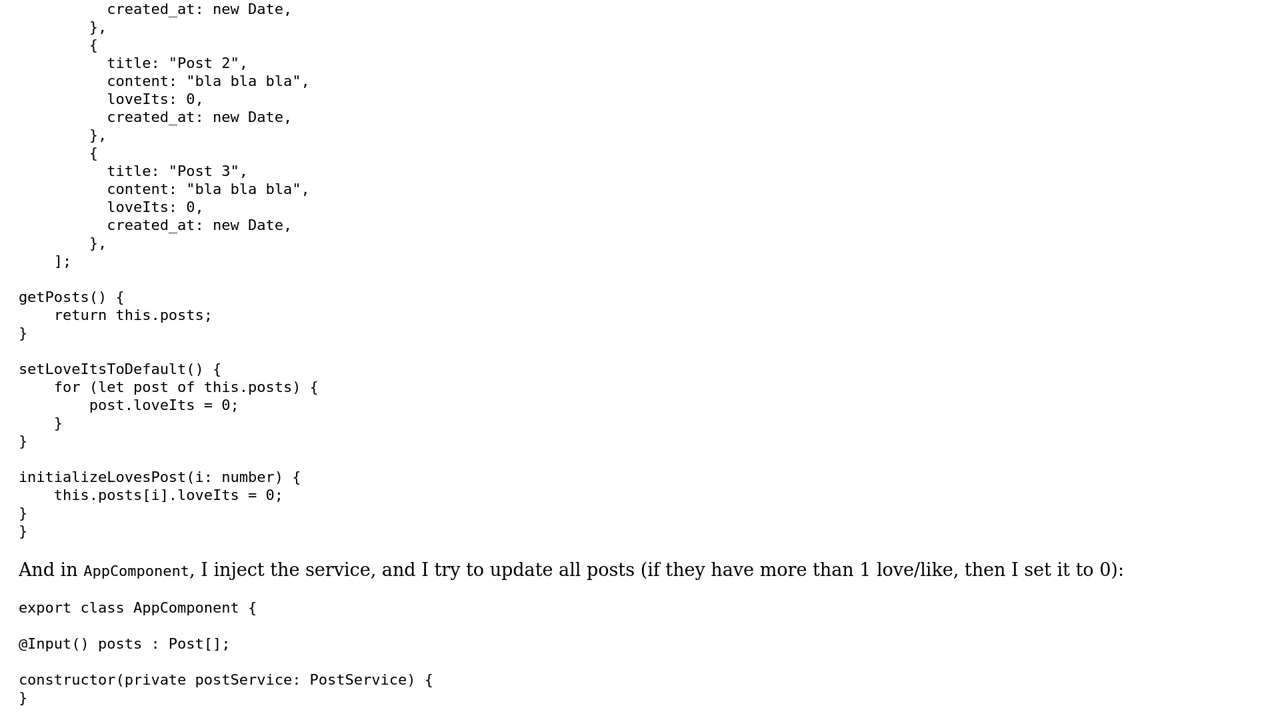 created_at: new Date,
},
{
title: "Post 2",
content: "bla bla bla",
loveIts: 0,
created_at: new Date,
},
{
title: "Post 3",
content: "bla bla bla",
loveIts: 0,
created_at: new Date,
},
];
getPosts() {
return this.posts;
}
setLoveItsToDefault() {
for (let post of this.posts) {
post.loveIts = 0;
}
}
initializeLovesPost(i: number) {
this.posts[i].loveIts = 0;
}
}
And in AppComponent, I inject the service, and I try to update all posts (if they have more than 1 love/like, then I set it to 0):
export class AppComponent {
@Input() posts : Post[];
constructor(private postService: PostService) {
}